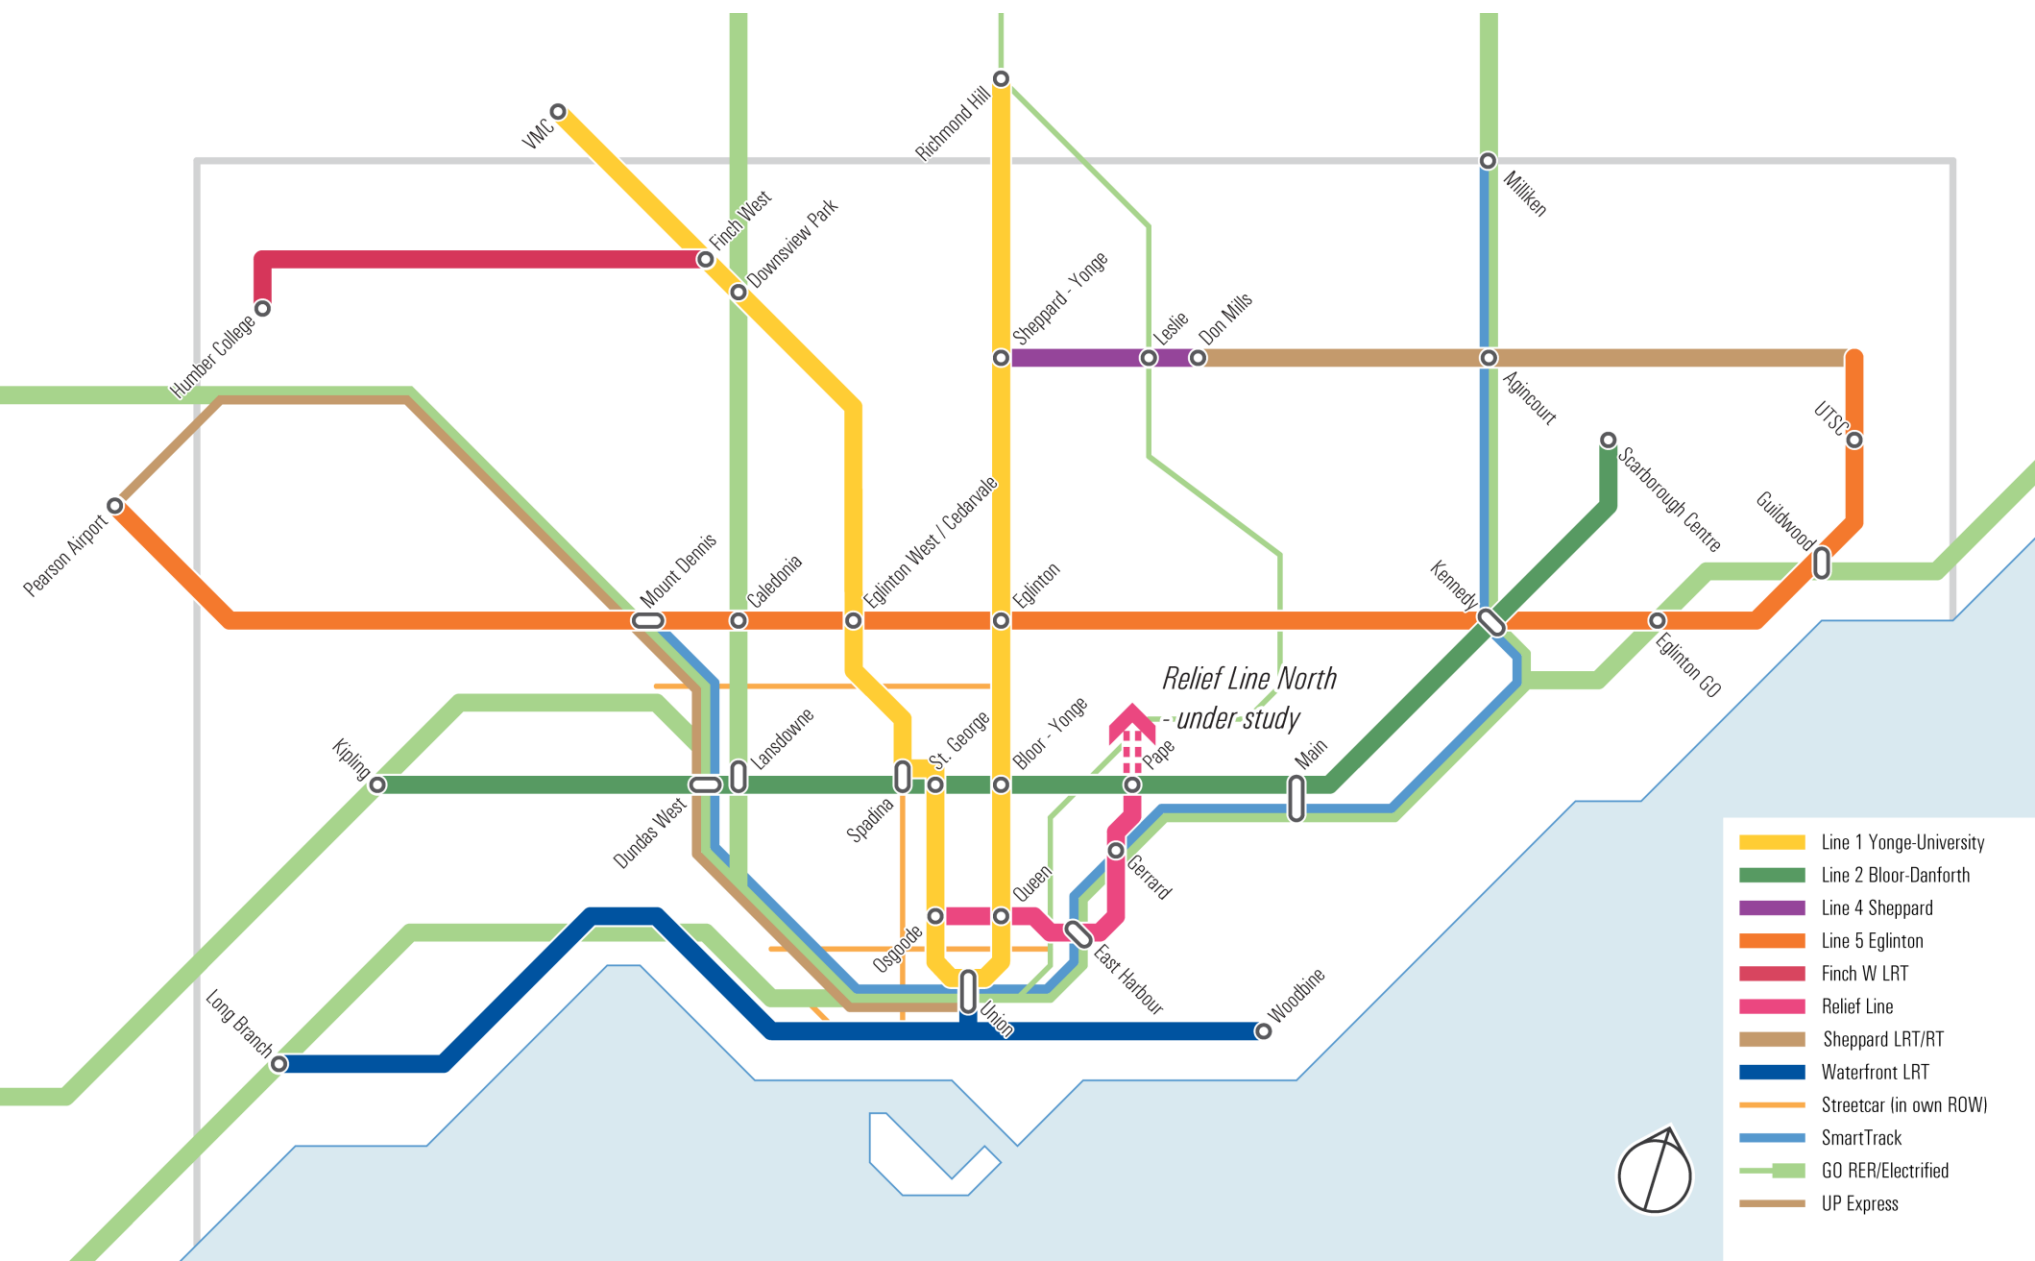 Richmond Hill
VMC
Milliken
Finch West
Downsview Park
Humber College
Sheppard - Yonge
Leslie
Don Mills
Agincourt
UTSC
Scarborough Centre
Guildwood
Pearson Airport
Mount Dennis
Caledonia
Eglinton West / Cedarvale
Eglinton
Kennedy
Eglinton GO
Relief Line North
- under study
Kipling
Lansdowne
St. George
Bloor - Yonge
Pape
Main
Dundas West
Spadina
Gerrard
Queen
Osgoode
East Harbour
Long Branch
Union
Woodbine
Line 1 Yonge-University
Line 2 Bloor-Danforth
Line 4 Sheppard
Line 5 Eglinton
Finch W LRT
Relief Line
Sheppard LRT/RT
Waterfront LRT
Streetcar (in own ROW)
SmartTrack
GO RER/Electrified
UP Express